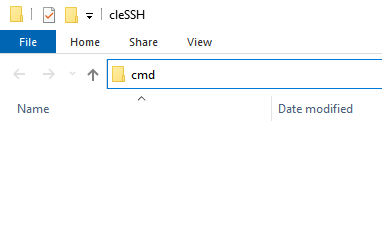 cleSSH
File Home Share View
cmd
Name Date modified